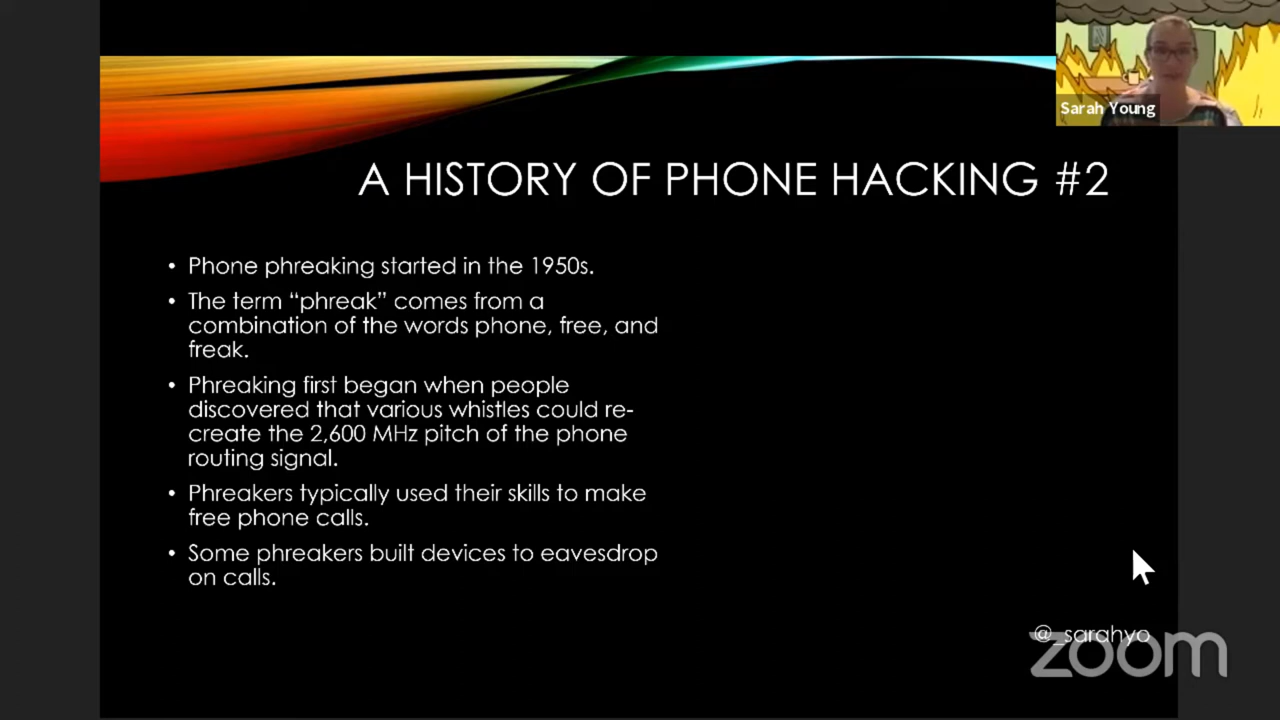 Sarah Young
A HISTORY OF PHONE HACKING #2
• Phone phreaking started in the 1950s.
• The term “phreak” comes from a
combination of the words phone, free, and
freak.
• Phreaking first began when people
discovered that various whistles could re-
create the 2,600 MHz pitch of the phone
routing signal.
• Phreakers typically used their skills to make
free phone calls.
• Some phreakers built devices to eavesdrop
on calls.
@_sarahyo
zoom